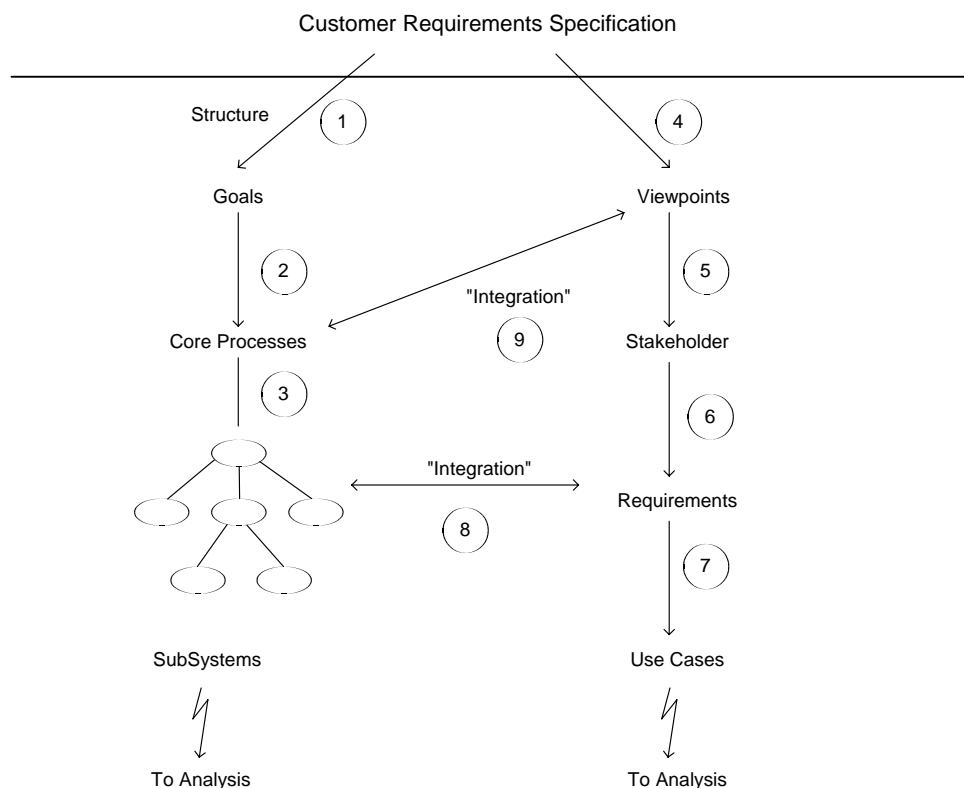 Customer Requirements Specification
Structure
1
4
Goals
Viewpoints
2
5
"Integration"
9
Core Processes
Stakeholder
3
6
"Integration"
8
Requirements
7
SubSystems
Use Cases
To Analysis
To Analysis